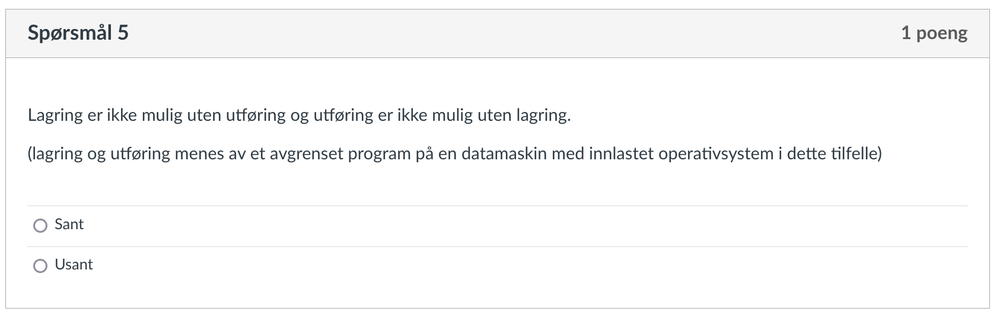 Spørsmål 5
1 poeng
Lagring er ikke mulig uten utføring og utføring er ikke mulig uten lagring.
(lagring og utføring menes av et avgrenset program på en datamaskin med innlastet operativsystem i dette tilfelle)
Sant
Usant